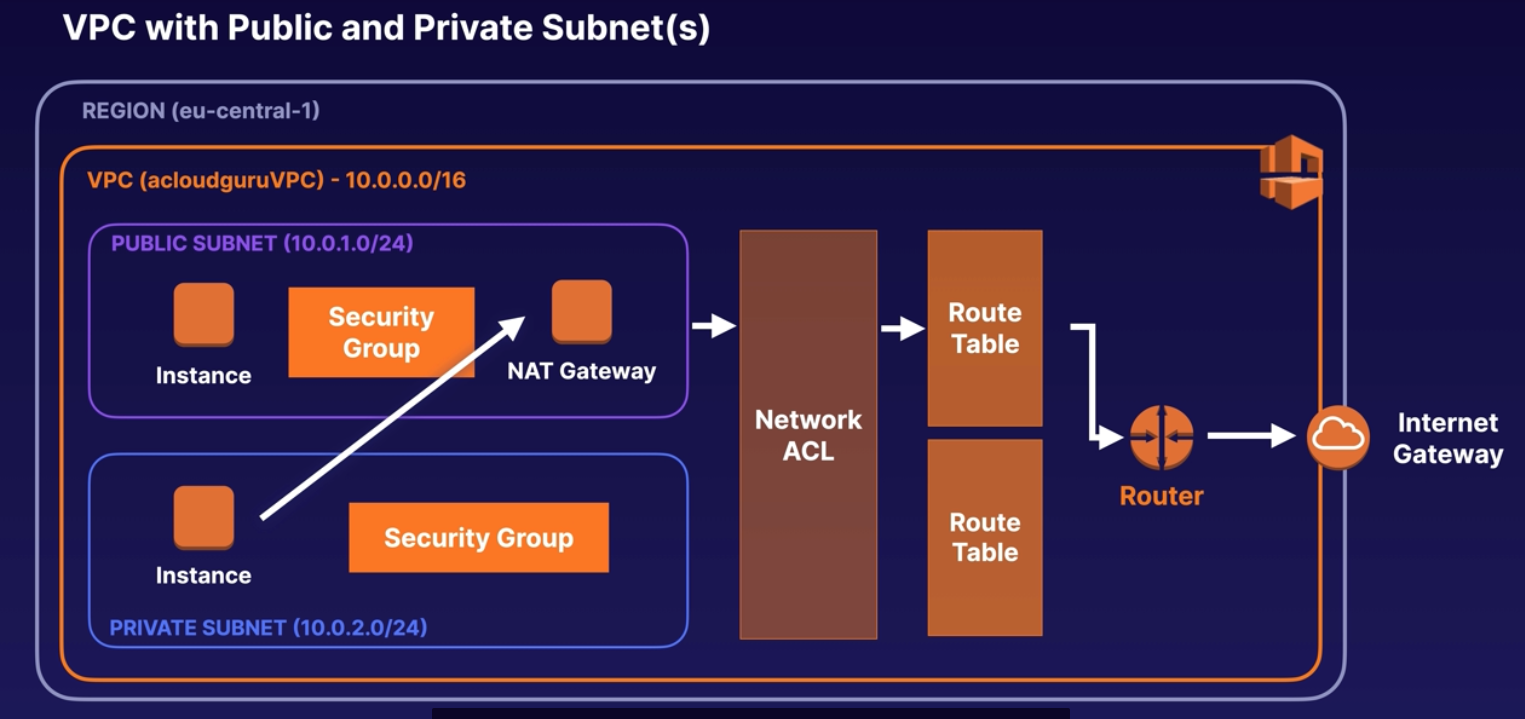 VPC with Public and Private Subnet(s)
REGION (eu-central-1)
VPC (acloudguruVPC) - 10.0.0.0/16
PUBLIC SUBNET (10.0.1.0/24)
Instance
Security
Group
NAT Gateway
Instance
Security Group
PRIVATE SUBNET (10.0.2.0/24)
Network
ACL
Route
Table
Route
Table
Router
Internet
Gateway